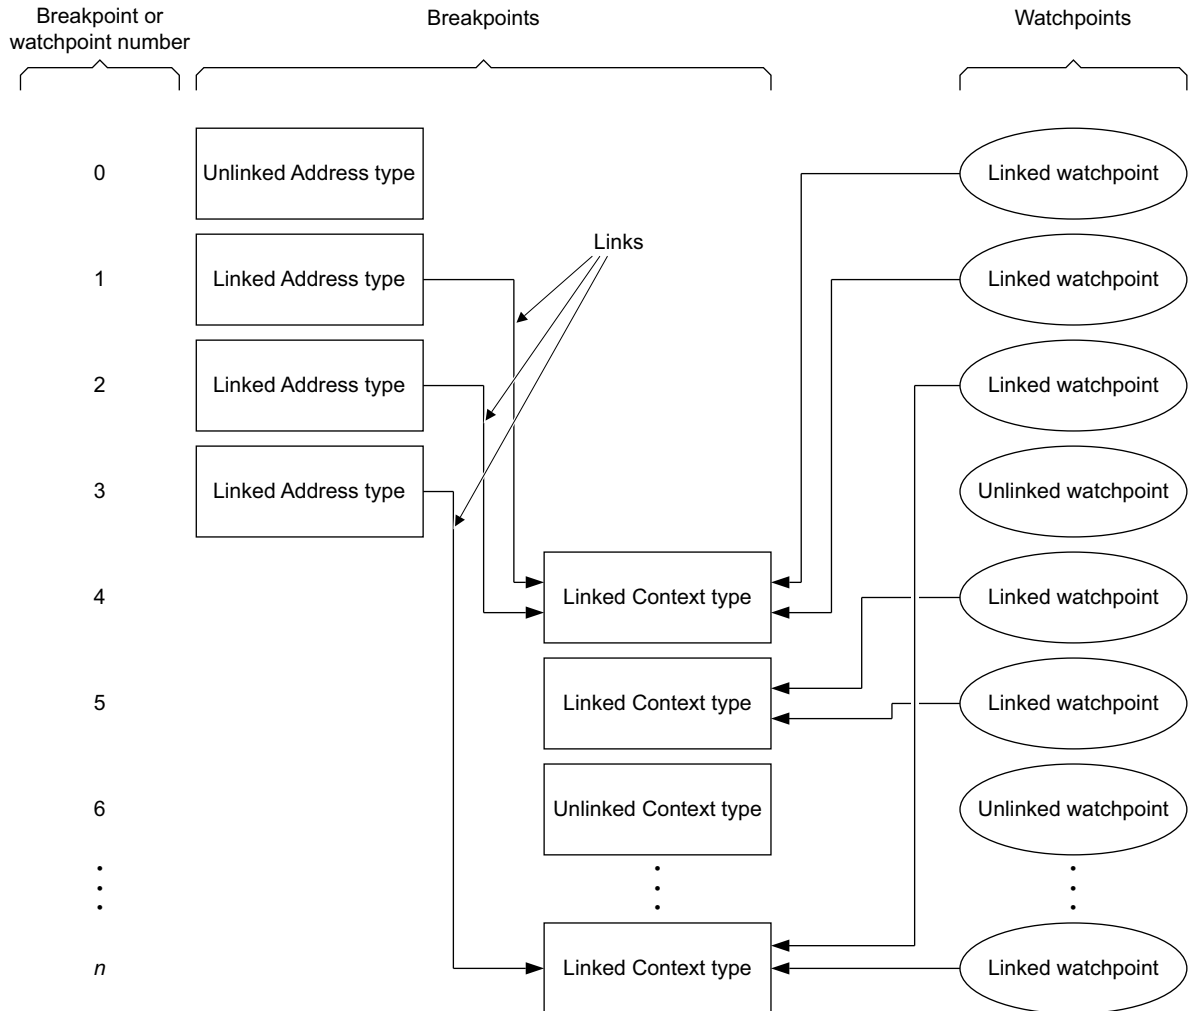 Breakpoint or
watchpoint number
Breakpoints
Watchpoints
0
Unlinked Address type
Linked watchpoint
Links
1
Linked Address type
Linked watchpoint
2
Linked Address type
Linked watchpoint
3
Linked Address type
Unlinked watchpoint
4
Linked Context type
Linked watchpoint
5
Linked Context type
Linked watchpoint
6
Unlinked Context type
Unlinked watchpoint
n
Linked Context type
Linked watchpoint